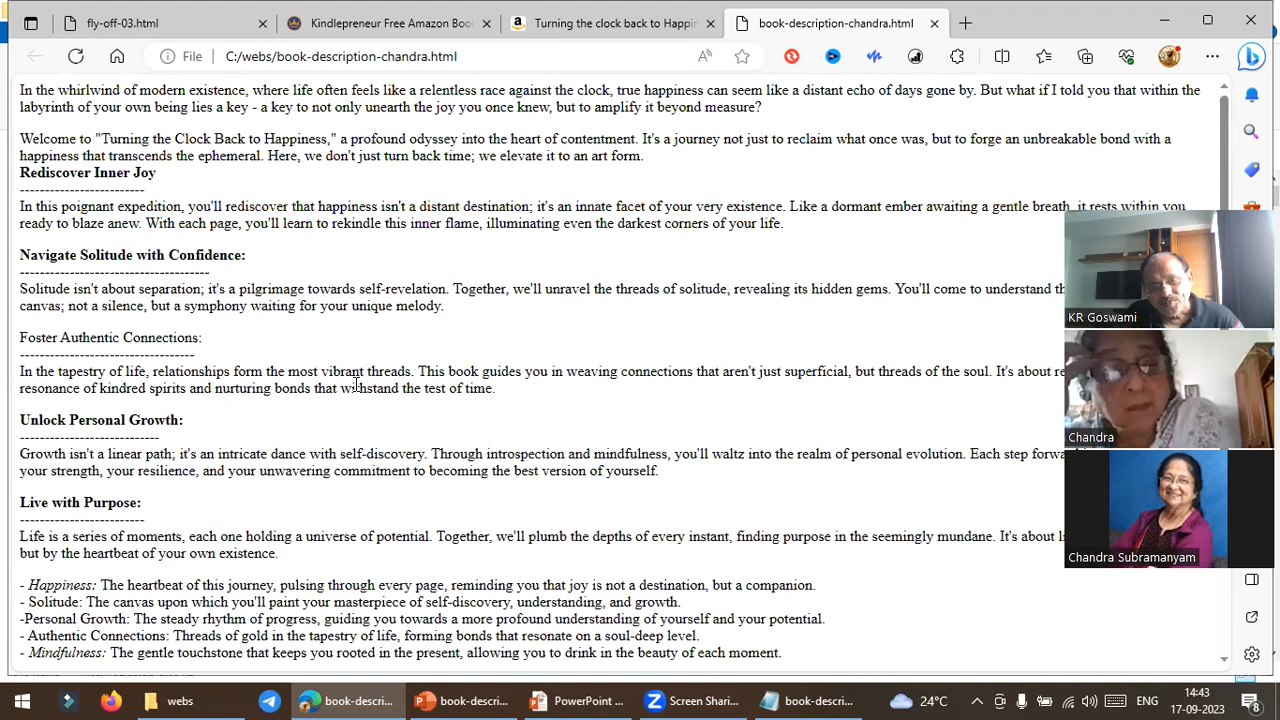 fly-off-03.html
Kindlepreneur Free Amazon Boo
Turning the clock back to Happir
book-description-chandra.html
File
C:/webs/book-description-chandra.html
In the whirlwind of modern existence, where life often feels like a relentless race against the clock, true happiness can seem like a distant echo of days gone by. But what if I told you that within the
labyrinth of your own being lies a key - a key to not only unearth the joy you once knew, but to amplify it beyond measure?
Welcome to "Turning the Clock Back to Happiness," a profound odyssey into the heart of contentment. It's a journey not just to reclaim what once was, but to forge an unbreakable bond with a
happiness that transcends the ephemeral. Here, we don't just turn back time; we elevate it to an art form.
Rediscover Inner Joy
-------------------------
In this poignant expedition, you'll rediscover that happiness isn't a distant destination; it's an innate facet of your very existence. Like a dormant ember awaiting a gentle breath, it rests within you
ready to blaze anew. With each page, you'll learn to rekindle this inner flame, illuminating even the darkest corners of your life.
Navigate Solitude with Confidence:
--------------------------------------
Solitude isn't about separation; it's a pilgrimage towards self-revelation. Together, we'll unravel the threads of solitude, revealing its hidden gems. You'll come to understand th
canvas; not a silence, but a symphony waiting for your unique melody.
Foster Authentic Connections:
-----------------------------------
In the tapestry of life, relationships form the most vibrant threads. This book guides you in weaving connections that aren't just superficial, but threads of the soul. It's about re
resonance of kindred spirits and nurturing bonds that withstand the test of time.
Unlock Personal Growth:
----------------------------
Growth isn't a linear path; it's an intricate dance with self-discovery. Through introspection and mindfulness, you'll waltz into the realm of personal evolution. Each step forw
your strength, your resilience, and your unwavering commitment to becoming the best version of yourself.
Live with Purpose:
-------------------------
Life is a series of moments, each one holding a universe of potential. Together, we'll plumb the depths of every instant, finding purpose in the seemingly mundane. It's about li
but by the heartbeat of your own existence.
- Happiness: The heartbeat of this journey, pulsing through every page, reminding you that joy is not a destination, but a companion.
- Solitude: The canvas upon which you'll paint your masterpiece of self-discovery, understanding, and growth.
-Personal Growth: The steady rhythm of progress, guiding you towards a more profound understanding of yourself and your potential.
- Authentic Connections: Threads of gold in the tapestry of life, forming bonds that resonate on a soul-deep level.
- Mindfulness: The gentle touchstone that keeps you rooted in the present, allowing you to drink in the beauty of each moment.
KR Goswami
Chandra
Chandra Subramanyam
webs
book-descri...
book-descri...
PowerPoint ...
Screen Shari...
book-descri...
24°C
ENG
14:43
17-09-2023
8